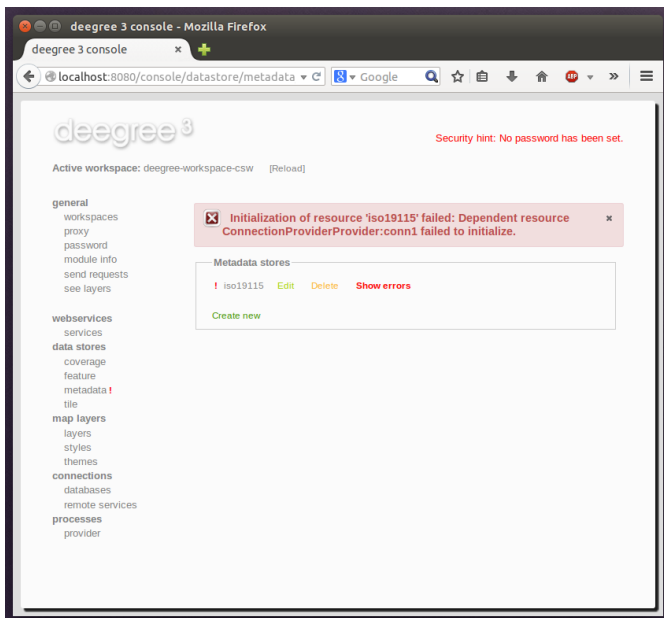 deegree 3 console - Mozilla Firefox
deegree 3 console
localhost:8080/console/datastore/metadata
Google
ABP
deegree 3
Security hint: No password has been set.
Active workspace: deegree-workspace-csw [Reload]
general
workspaces
proxy
password
module info
send requests
see layers
Initialization of resource 'iso19115' failed: Dependent resource
ConnectionProviderProvider:conn1 failed to initialize.
Metadata stores
! iso19115 Edit Delete Show errors
Create new
webservices
services
data stores
coverage
feature
metadata !
tile
map layers
layers
styles
themes
connections
databases
remote services
processes
provider